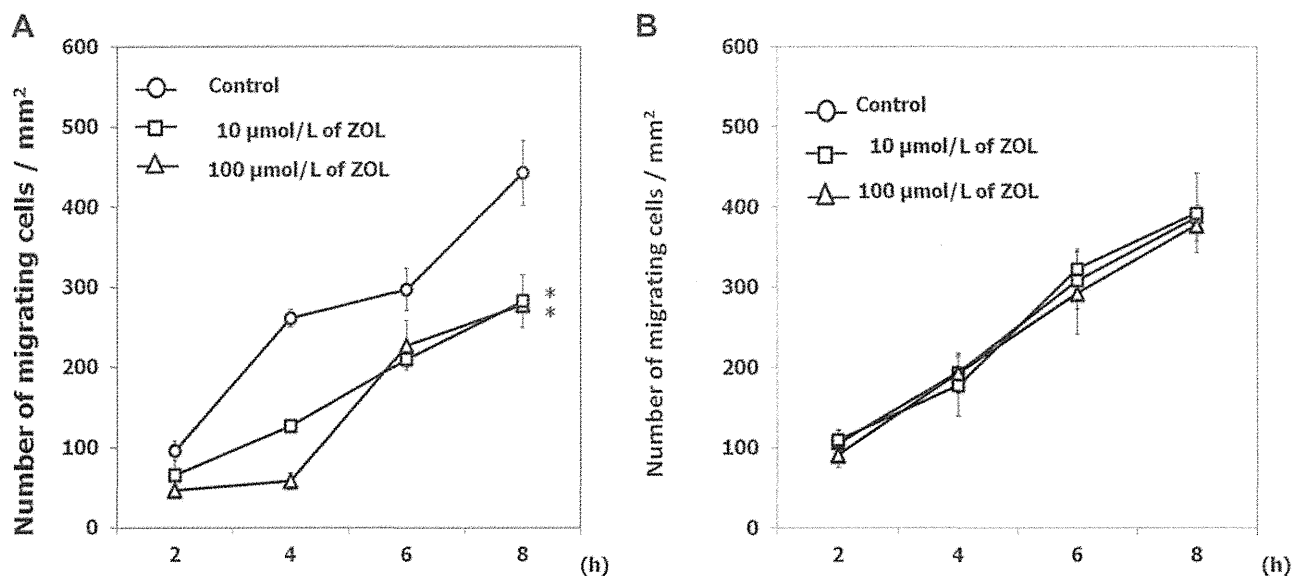 A
Number of migrating cells / mm²
600
500
400
300
200
100
0
Control
10 µmol/L of ZOL
100 µmol/L of ZOL
*
*
2 4 6 8 (h)
B
Number of migrating cells / mm²
600
500
400
300
200
100
0
Control
10 µmol/L of ZOL
100 µmol/L of ZOL
2 4 6 8 (h)